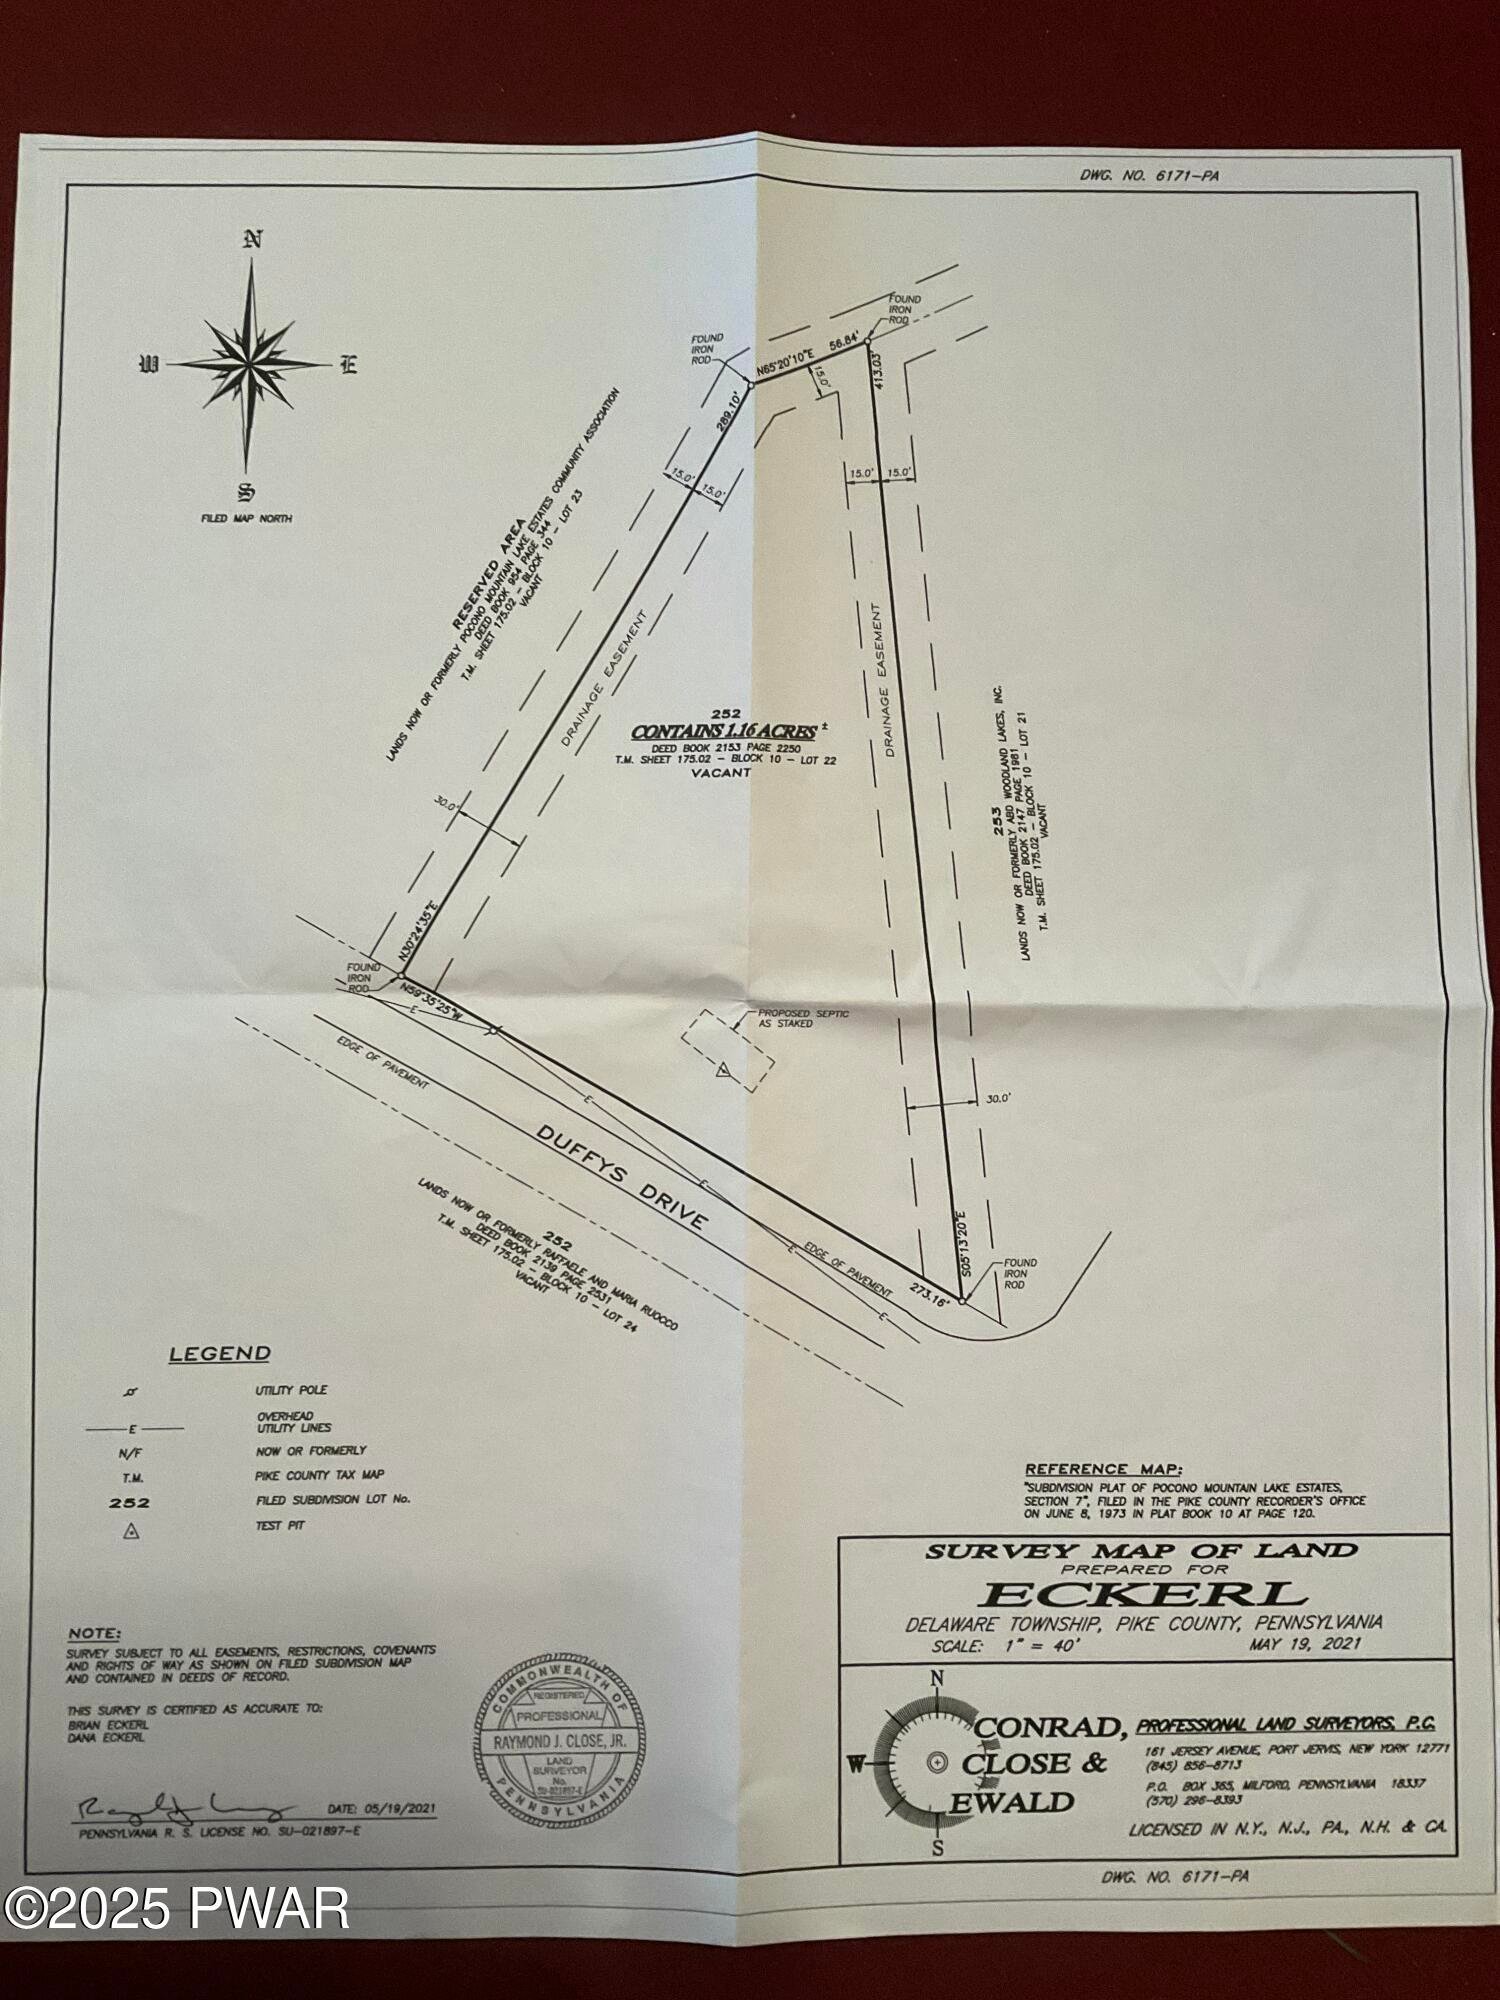 DWG. NO. 6171-PA
N
W
E
S
FILED MAP NORTH
FOUND
IRON
ROD
FOUND
IRON
ROD
N65°20'10"E
56.84'
15.0'
413.03'
289.10'
15.0'
15.0'
15.0'
15.0'
RESERVED AREA
LANDS NOW OR FORMERLY POCONO MOUNTAIN LAKE ESTATES COMMUNITY ASSOCIATION
DEED BOOK 954 PAGE 344
T.M. SHEET 175.02 - BLOCK 10 - LOT 23
VACANT
DRAINAGE EASEMENT
DRAINAGE EASEMENT
252
CONTAINS 1.16 ACRES ±
DEED BOOK 2153 PAGE 2250
T.M. SHEET 175.02 - BLOCK 10 - LOT 22
VACANT
253
LANDS NOW OR FORMERLY ABD WOODLAND LAKES, INC.
DEED BOOK 2147 PAGE 1981
T.M. SHEET 175.02 - BLOCK 10 - LOT 21
VACANT
30.0'
N30°24'35"E
FOUND
IRON
ROD
N59°35'25"W
E
PROPOSED SEPTIC
AS STAKED
EDGE OF PAVEMENT
E
30.0'
DUFFYS DRIVE
E
E
EDGE OF PAVEMENT
E
273.16'
S05°13'20"E
FOUND
IRON
ROD
252
LANDS NOW OR FORMERLY RAFFAELE AND MARIA RUOCCO
DEED BOOK 2139 PAGE 2531
T.M. SHEET 175.02 - BLOCK 10 - LOT 24
VACANT
LEGEND
UTILITY POLE
E
OVERHEAD
UTILITY LINES
N/F NOW OR FORMERLY
T.M. PIKE COUNTY TAX MAP
252 FILED SUBDIVISION LOT No.
TEST PIT
REFERENCE MAP:
"SUBDIVISION PLAT OF POCONO MOUNTAIN LAKE ESTATES,
SECTION 7", FILED IN THE PIKE COUNTY RECORDER'S OFFICE
ON JUNE 8, 1973 IN PLAT BOOK 10 AT PAGE 120.
SURVEY MAP OF LAND
PREPARED FOR
ECKERL
DELAWARE TOWNSHIP, PIKE COUNTY, PENNSYLVANIA
SCALE: 1" = 40' MAY 19, 2021
NOTE:
SURVEY SUBJECT TO ALL EASEMENTS, RESTRICTIONS, COVENANTS
AND RIGHTS OF WAY AS SHOWN ON FILED SUBDIVISION MAP
AND CONTAINED IN DEEDS OF RECORD.
THIS SURVEY IS CERTIFIED AS ACCURATE TO:
BRIAN ECKERL
DANA ECKERL
DATE: 05/19/2021
PENNSYLVANIA R. S. LICENSE NO. SU-021897-E
COMMONWEALTH OF
REGISTERED
PROFESSIONAL
RAYMOND J. CLOSE, JR.
LAND
SURVEYOR
No.
SU-021897-E
PENNSYLVANIA
N
W
S
CONRAD,
CLOSE &
EWALD
PROFESSIONAL LAND SURVEYORS, P.C.
161 JERSEY AVENUE, PORT JERVIS, NEW YORK 12771
(845) 856-8713
P.O. BOX 365, MILFORD, PENNSYLVANIA 18337
(570) 296-8393
LICENSED IN N.Y., N.J., PA., N.H. & CA.
DWG. NO. 6171-PA
©2025 PWAR